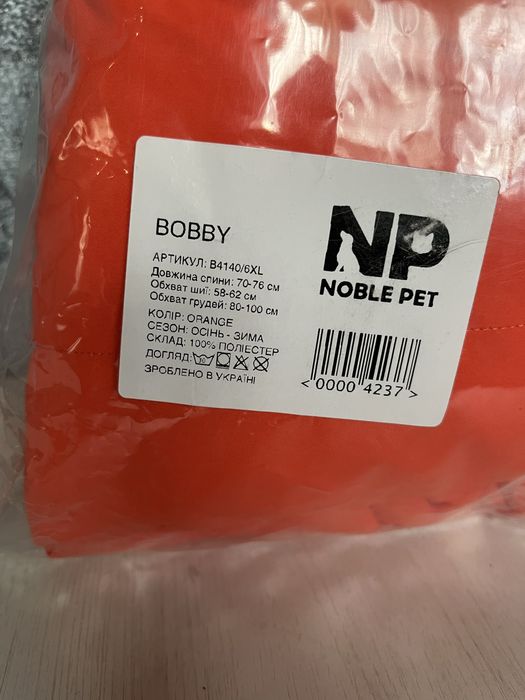 BOBBY
АРТИКУЛ: B4140/6XL
Довжина спини: 70-76 см
Обхват шиї: 58-62 см
Обхват грудей: 80-100 см
КОЛІР: ORANGE
СЕЗОН: ОСІНЬ - ЗИМА
СКЛАД: 100% ПОЛІЕСТЕР
ДОГЛЯД:
ЗРОБЛЕНО В УКРАЇНІ
NP
NOBLE PET
<0000 4237>